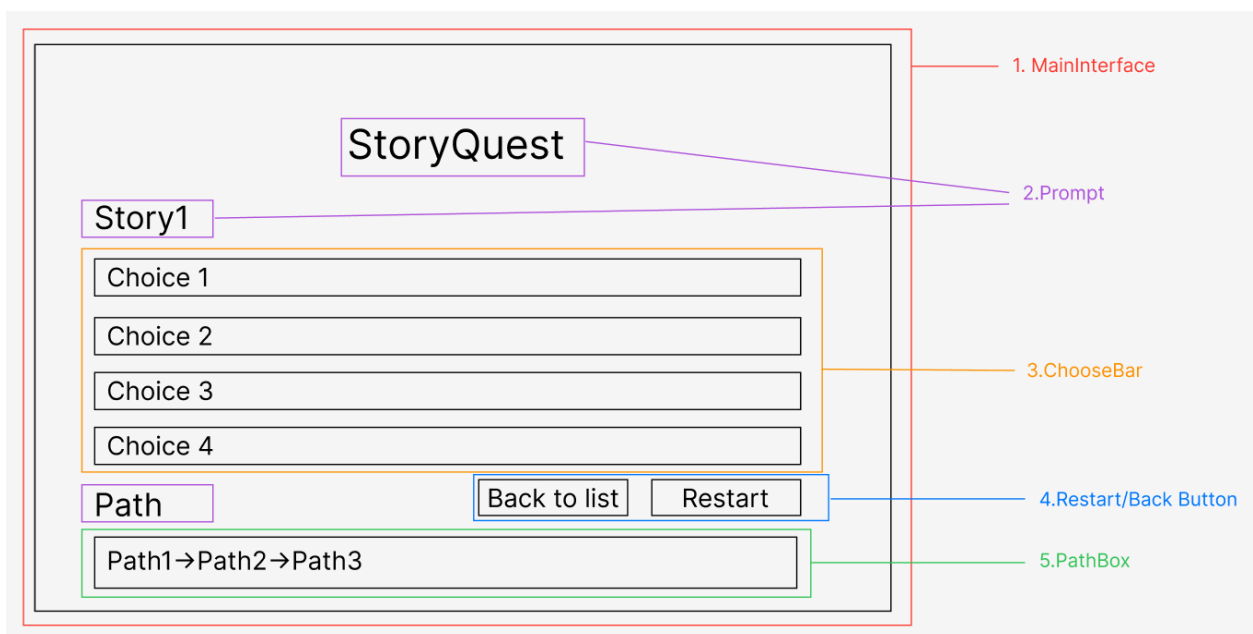 1. MainInterface
StoryQuest
2.Prompt
Story1
Choice 1
Choice 2
3.ChooseBar
Choice 3
Choice 4
Path
Back to list
Restart
4.Restart/Back Button
Path1→Path2→Path3
5.PathBox